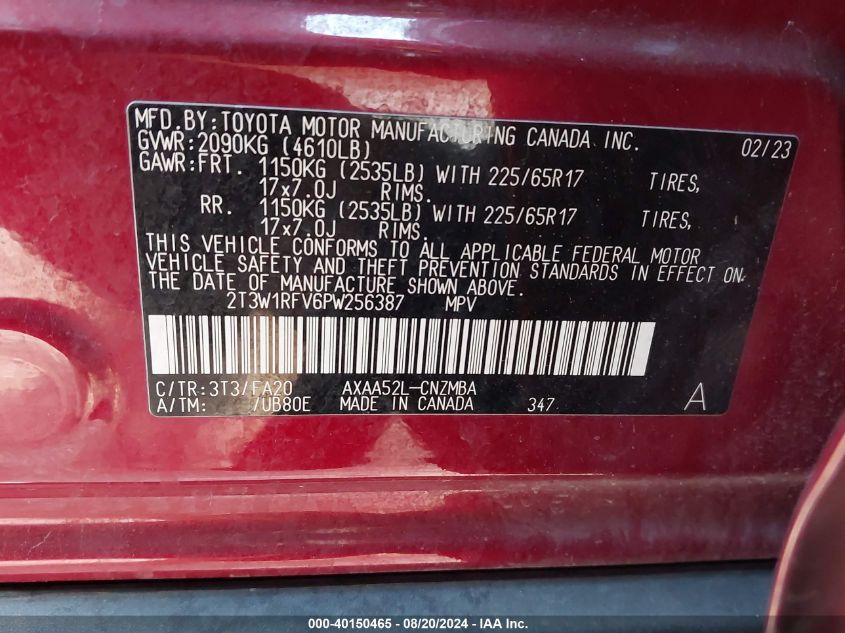 MFD.BY:TOYOTA MOTOR MANUFACTURING CANADA INC. 02/23
GVWR:2090KG (4610LB)
GAWR:FRT. 1150KG (2535LB) WITH 225/65R17 TIRES,
17x7.0J RIMS.
RR. 1150KG (2535LB) WITH 225/65R17 TIRES,
17x7.0J RIMS.
THIS VEHICLE CONFORMS TO ALL APPLICABLE FEDERAL MOTOR
VEHICLE SAFETY AND THEFT PREVENTION STANDARDS IN EFFECT ON
THE DATE OF MANUFACTURE SHOWN ABOVE.
2T3W1RFV6PW256387 MPV
C/TR:3T3/FA20 AXAA52L-CNZMBA
A/TM: /UB80E MADE IN CANADA 347 A
000-40150465 - 08/20/2024 - IAA Inc.